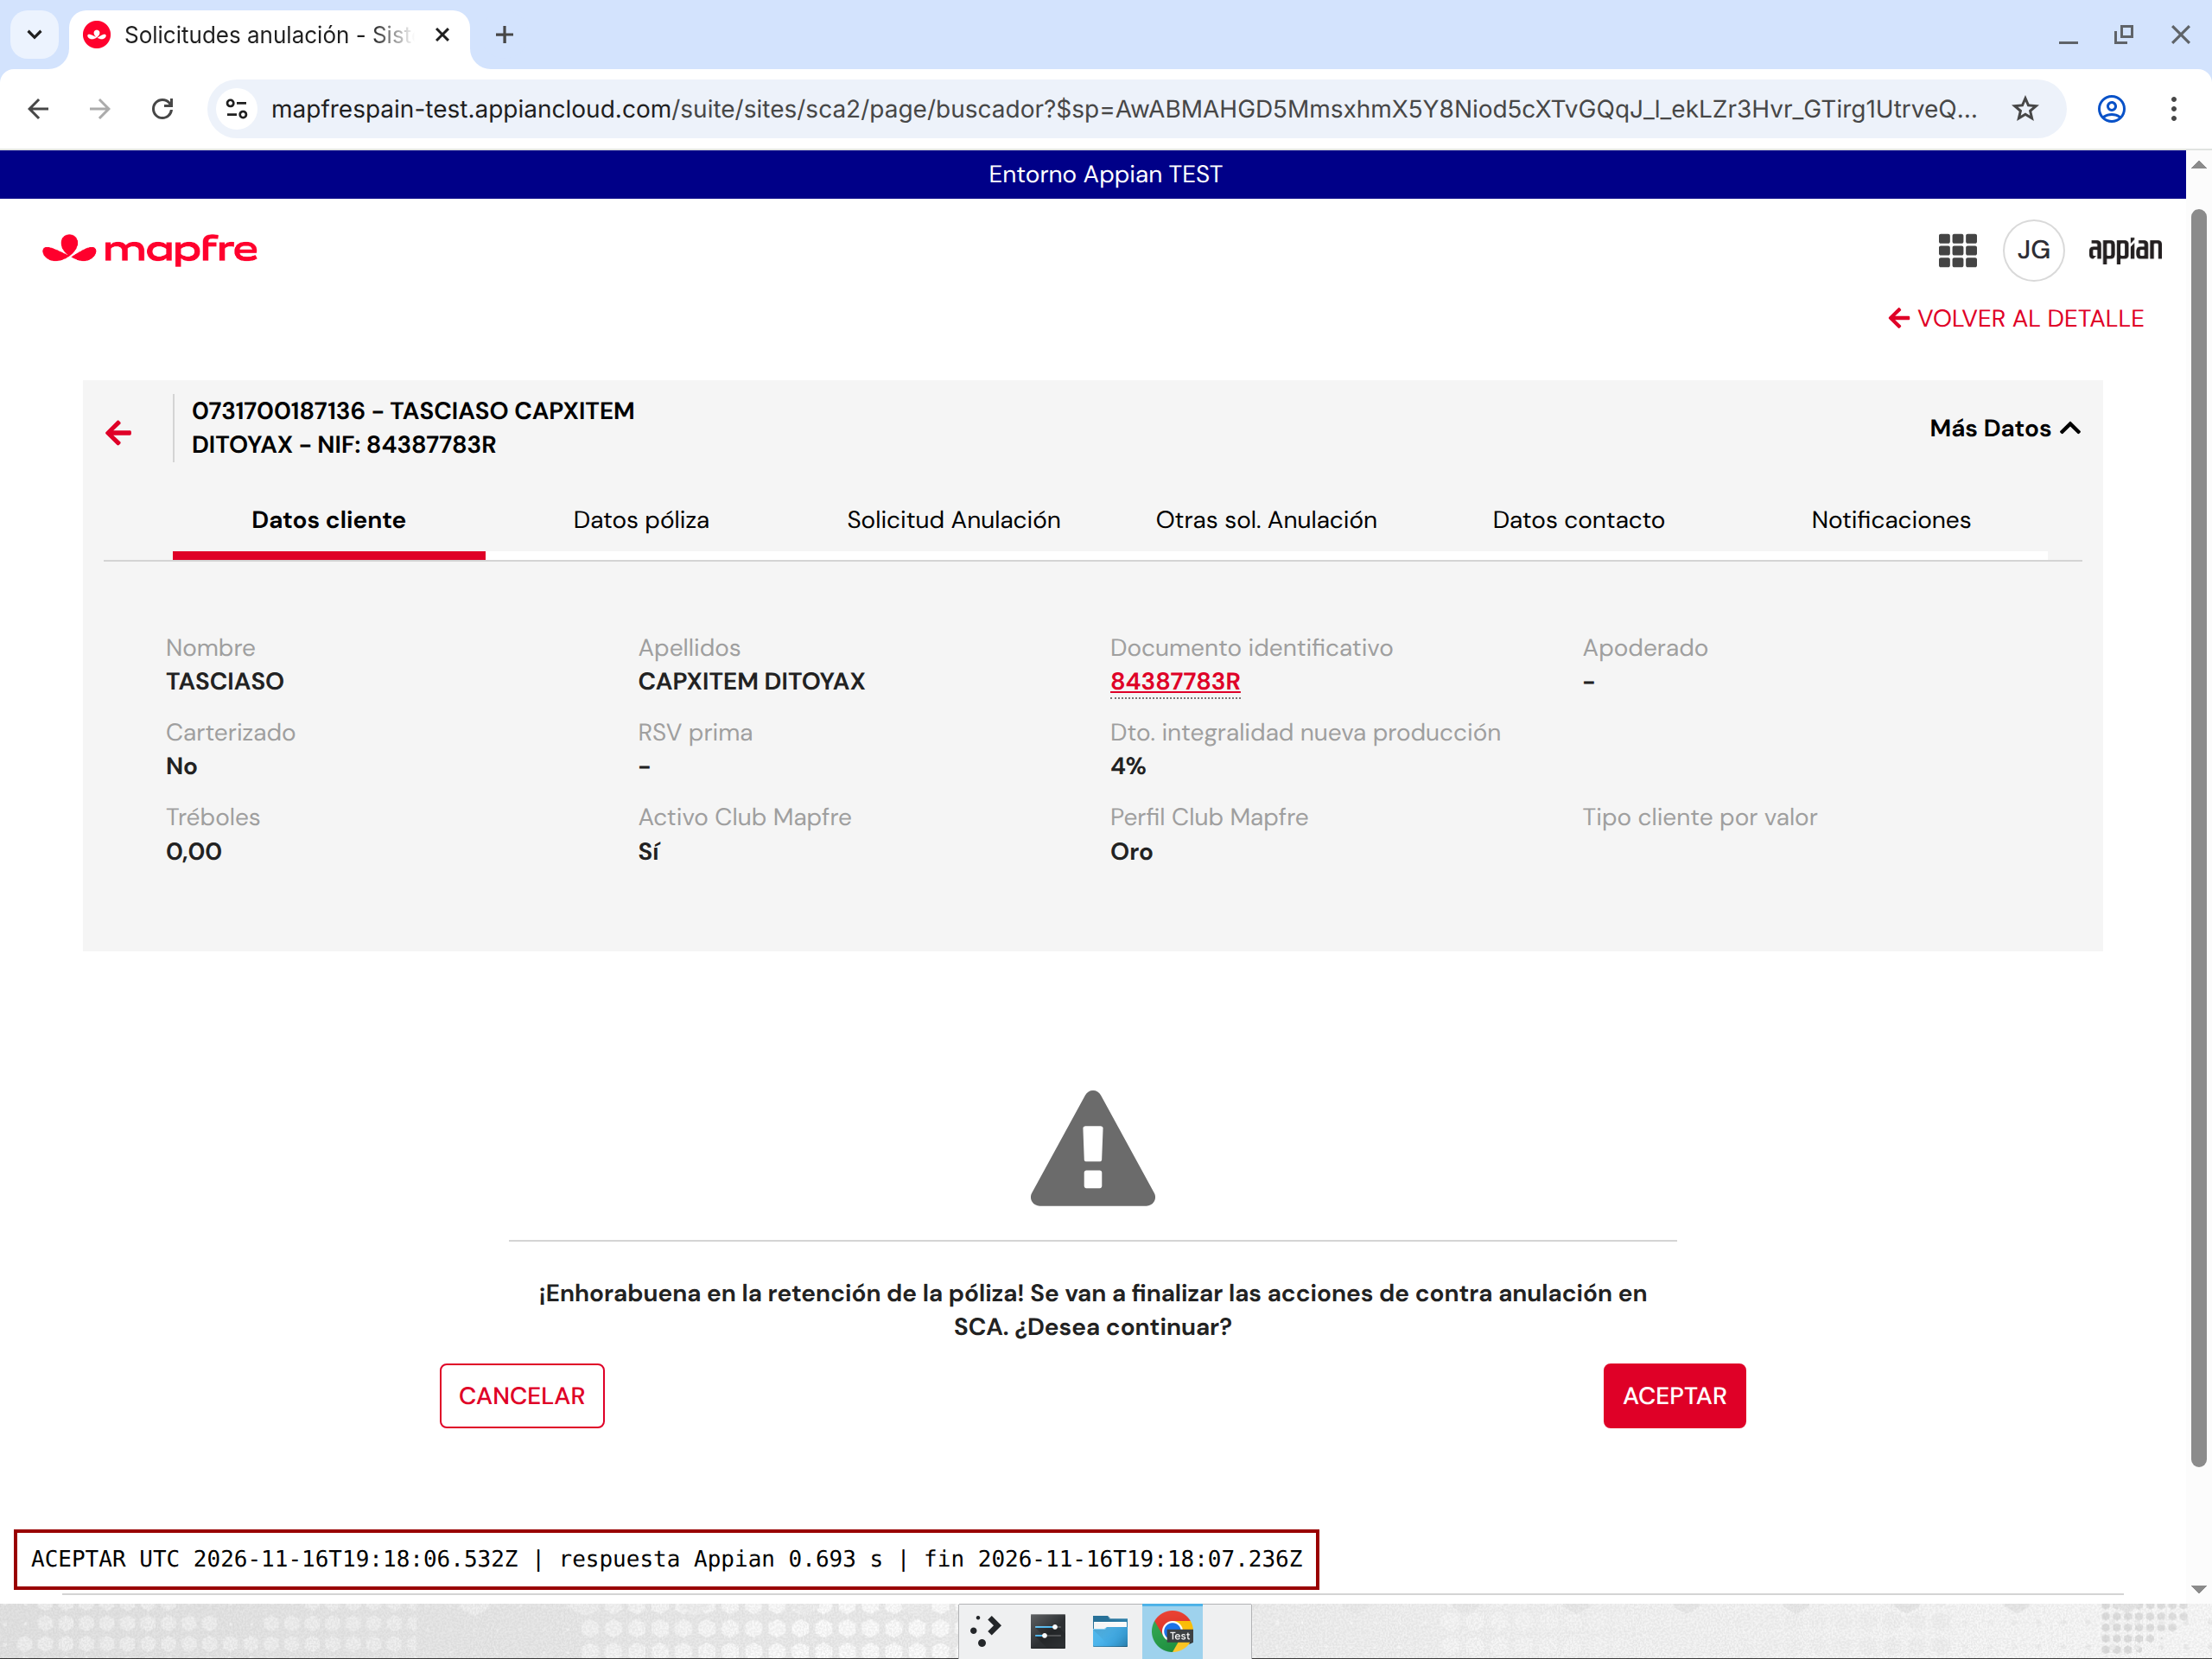 Solicitudes anulación - Sist
mapfrespain-test.appiancloud.com/suite/sites/sca2/page/buscador?$sp=AwABMAHGD5MmsxhmX5Y8Niod5cXTvGQqJ_l_ekLZr3Hvr_GTirg1UtrveQ...
Entorno Appian TEST
mapfre
JG
appian
VOLVER AL DETALLE
0731700187136 - TASCIASO CAPXITEM
DITOYAX - NIF: 84387783R
Más Datos
Datos cliente Datos póliza Solicitud Anulación Otras sol. Anulación Datos contacto Notificaciones
Nombre Apellidos Documento identificativo Apoderado
TASCIASO CAPXITEM DITOYAX 84387783R -
Carterizado RSV prima Dto. integralidad nueva producción
No - 4%
Tréboles Activo Club Mapfre Perfil Club Mapfre Tipo cliente por valor
0,00 Sí Oro
¡Enhorabuena en la retención de la póliza! Se van a finalizar las acciones de contra anulación en
SCA. ¿Desea continuar?
CANCELAR ACEPTAR
ACEPTAR UTC 2026-11-16T19:18:06.532Z | respuesta Appian 0.693 s | fin 2026-11-16T19:18:07.236Z
Test